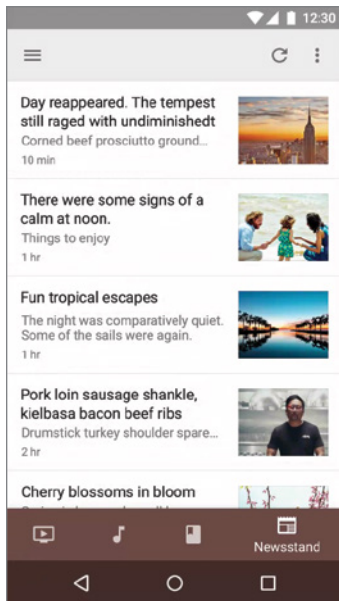 12:30
Day reappeared. The tempest
still raged with undiminishedt
Corned beef prosciutto ground...
10 min
There were some signs of a
calm at noon.
Things to enjoy
1 hr
Fun tropical escapes
The night was comparatively quiet.
Some of the sails were again.
1 hr
Pork loin sausage shankle,
kielbasa bacon beef ribs
Drumstick turkey shoulder spare...
2 hr
Cherry blossoms in bloom
Newsstand